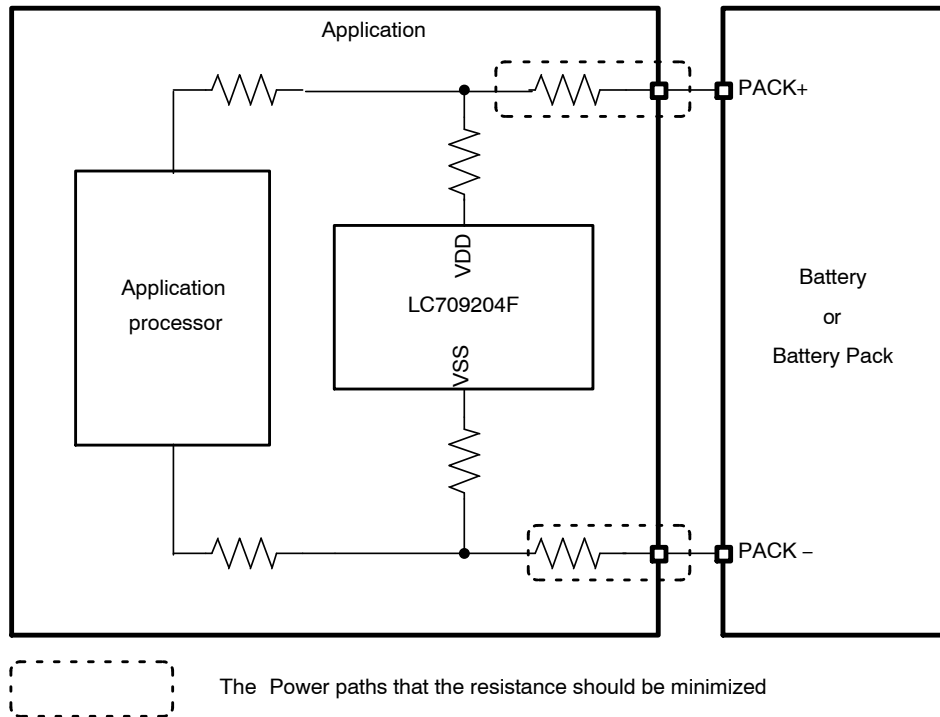 Application
PACK+
VDD
LC709204F
VSS
Application
processor
Battery
or
Battery Pack
PACK –
The Power paths that the resistance should be minimized